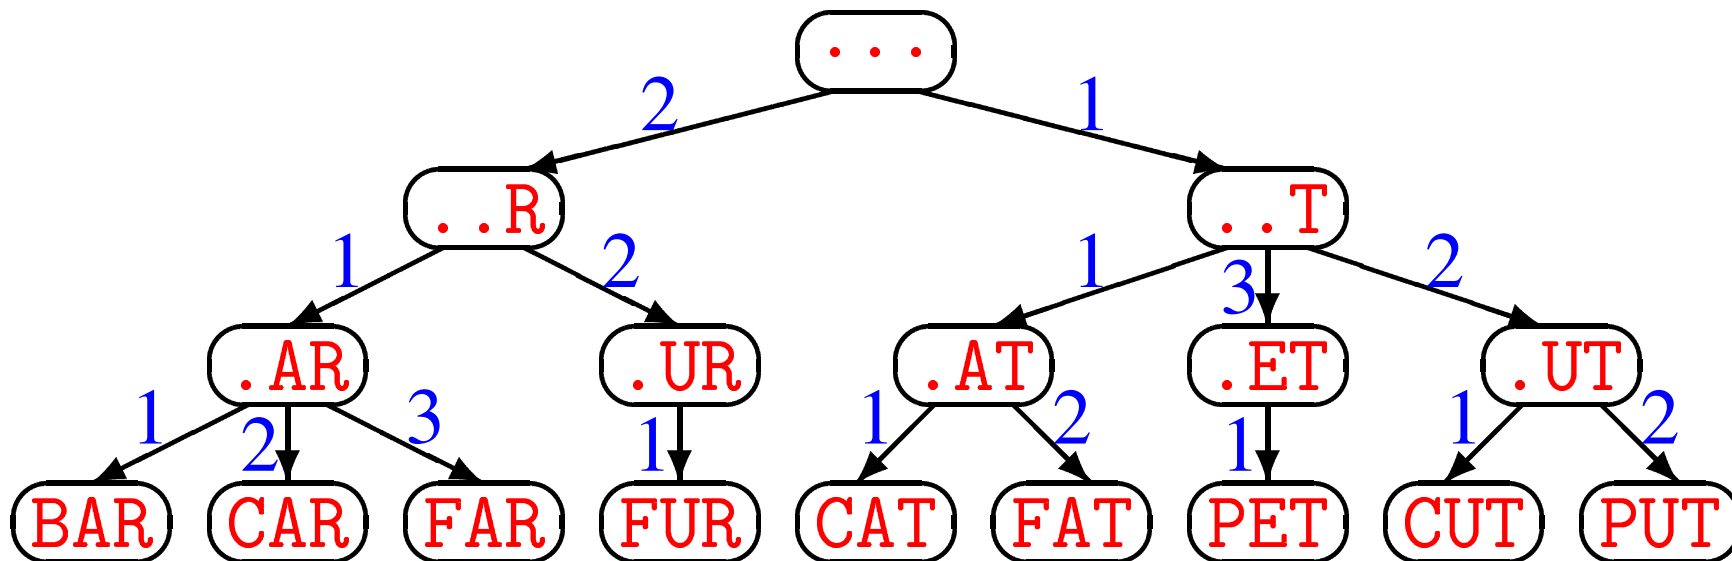 ...
2 1
..R ..T
1 2 1 3 2
.AR .UR .AT .ET .UT
1 2 3 1 1 2 1 1 2
BAR CAR FAR FUR CAT FAT PET CUT PUT